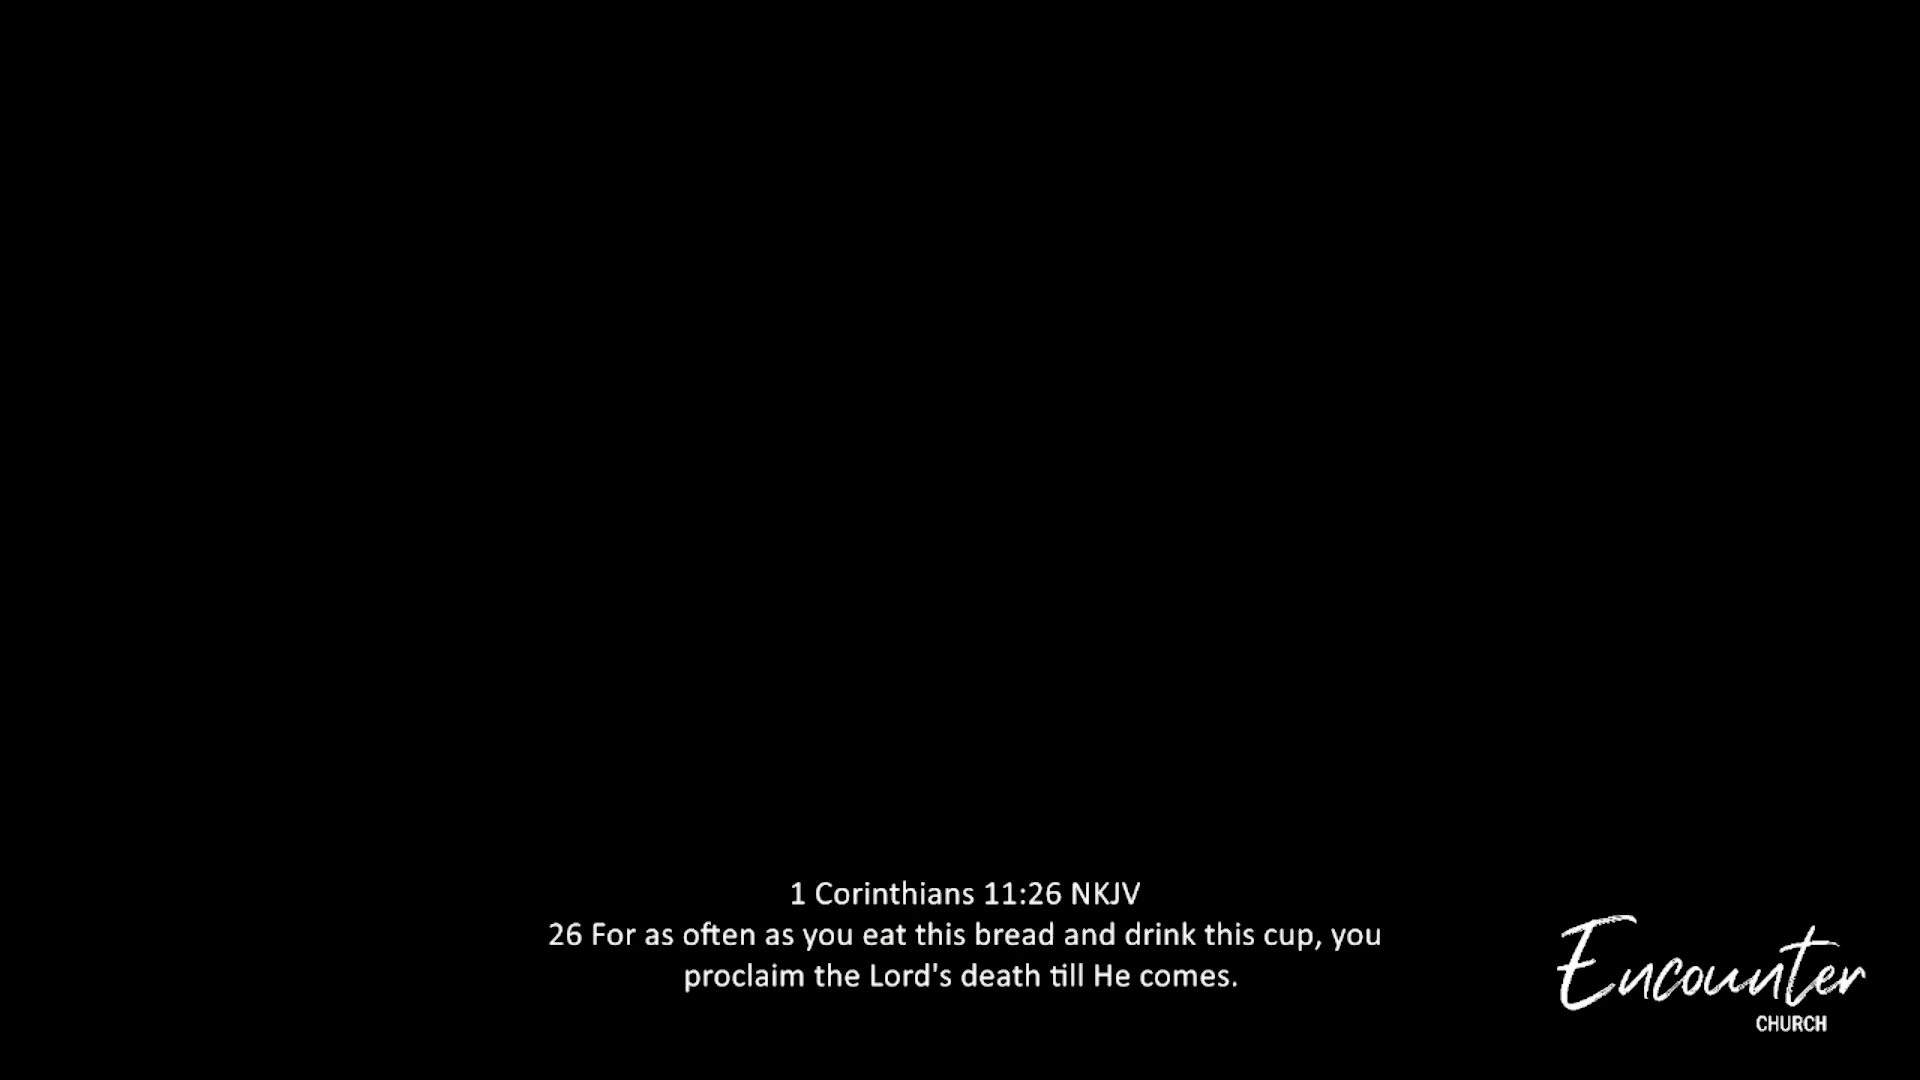 1 Corinthians 11:26 NKJV
26 For as often as you eat this bread and drink this cup, you
proclaim the Lord's death till He comes.
Encounter
CHURCH